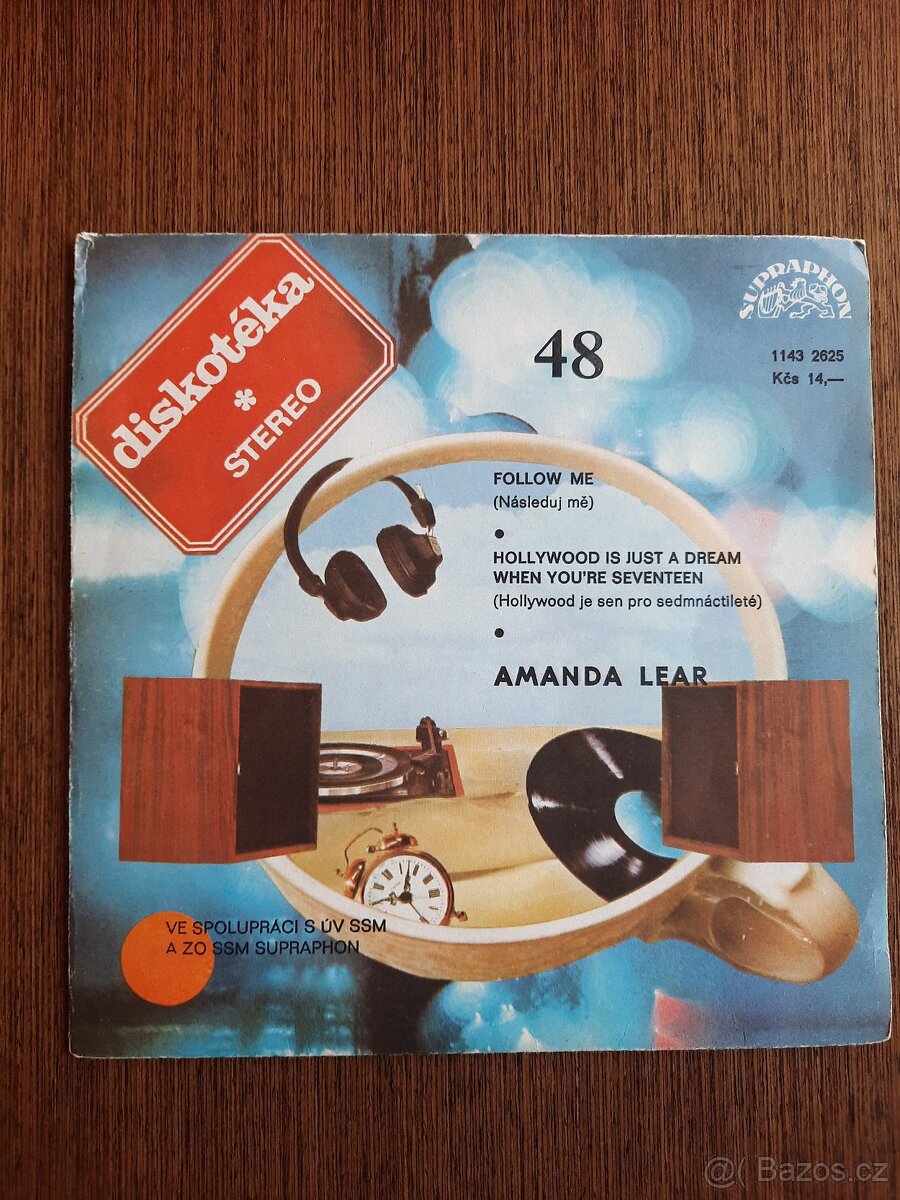 diskotéka
*
STEREO
48
SUPRAPHON
1143 2625
Kčs 14,—
FOLLOW ME
(Následuj mě)
•
HOLLYWOOD IS JUST A DREAM
WHEN YOU'RE SEVENTEEN
(Hollywood je sen pro sedmnáctileté)
•
AMANDA LEAR
VE SPOLUPRÁCI S ÚV SSM
A ZO SSM SUPRAPHON
@( Bazos.cz